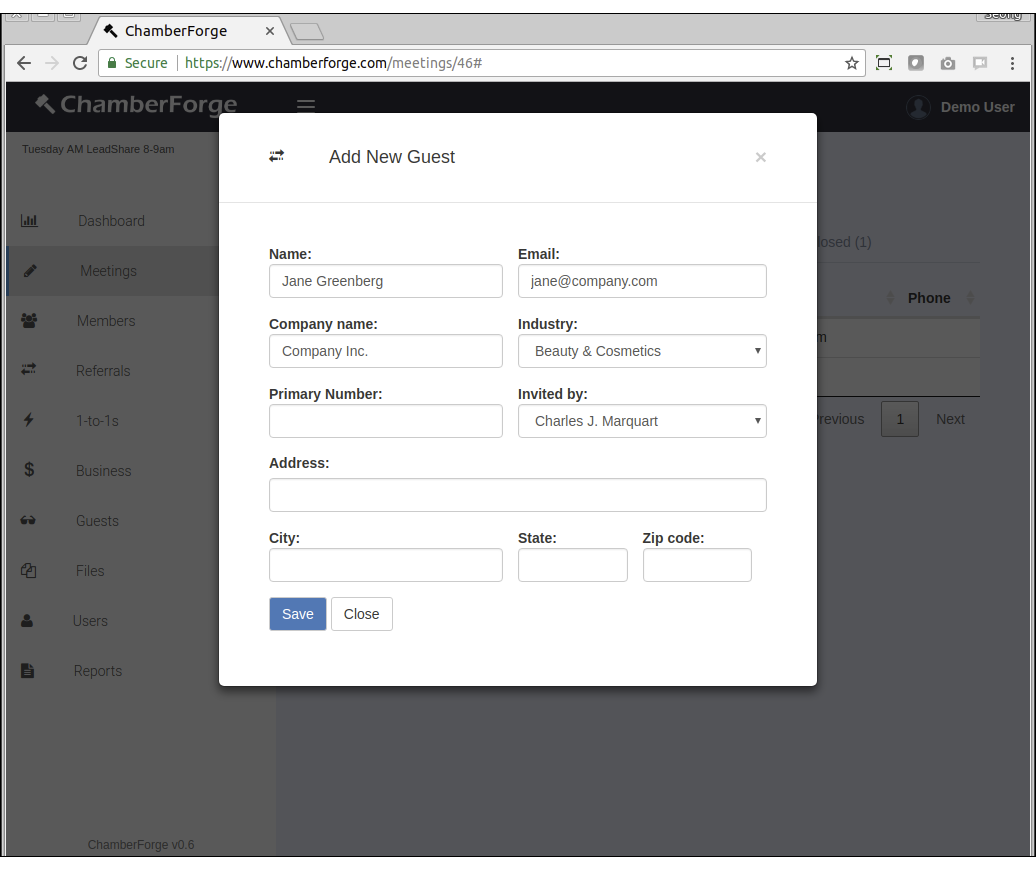 Seong
ChamberForge ×
Secure https://www.chamberforge.com/meetings/46#
ChamberForge Demo User
Tuesday AM LeadShare 8-9am
Add New Guest ×
Dashboard
Meetings
Members
Referrals
1-to-1s
Business
Guests
Files
Users
Reports
ChamberForge v0.6
Name: Email:
Jane Greenberg jane@company.com
Company name: Industry:
Company Inc. Beauty & Cosmetics
Primary Number: Invited by:
Charles J. Marquart
Address:
City: State: Zip code:
Save Close
(1)
Phone
1 Next